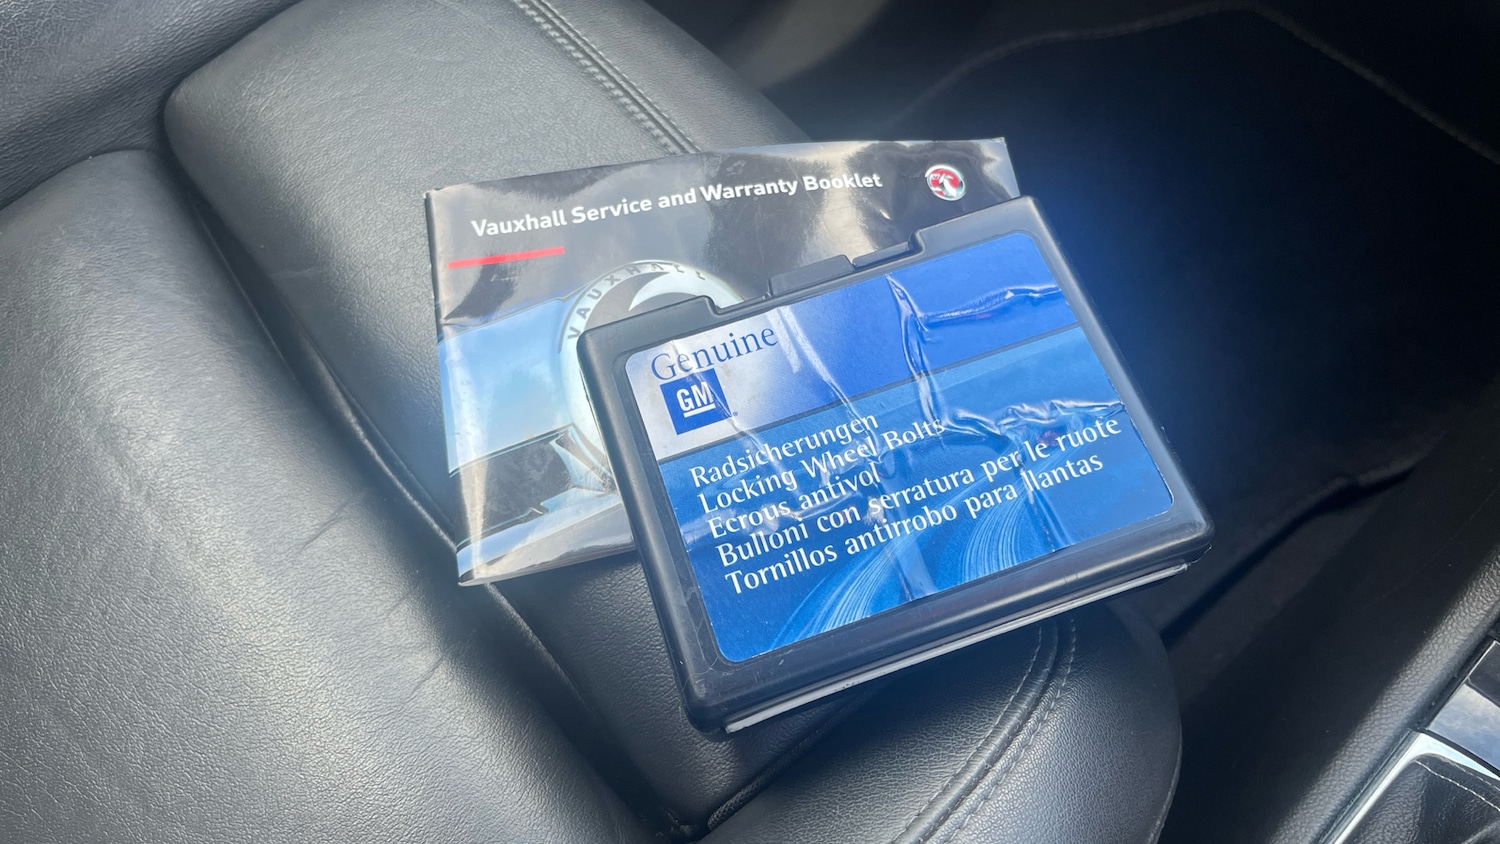 Vauxhall Service and Warranty Booklet
VAUXHALL
Genuine
GM
Radsicherungen
Locking Wheel Bolts
Ecrous antivol
Bulloni con serratura per le ruote
Tornillos antirrobo para llantas